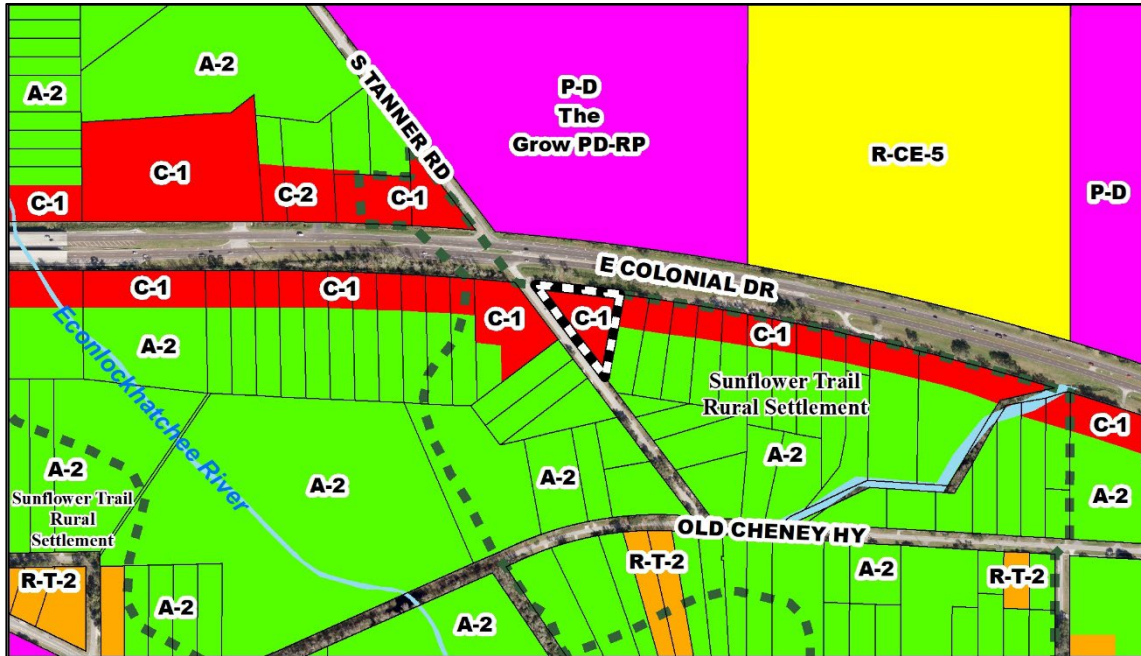 A-2
A-2
S TANNER RD
P-D
The
Grow PD-RP
R-CE-5
P-D
C-1
C-1
C-2
C-1
E COLONIAL DR
C-1
C-1
C-1
C-1
C-1
C-1
Econlockhatchee River
A-2
Sunflower Trail
Rural Settlement
A-2
A-2
Sunflower Trail
Rural
Settlement
A-2
A-2
A-2
OLD CHENEY HY
R-T-2
A-2
R-T-2
A-2
R-T-2
A-2